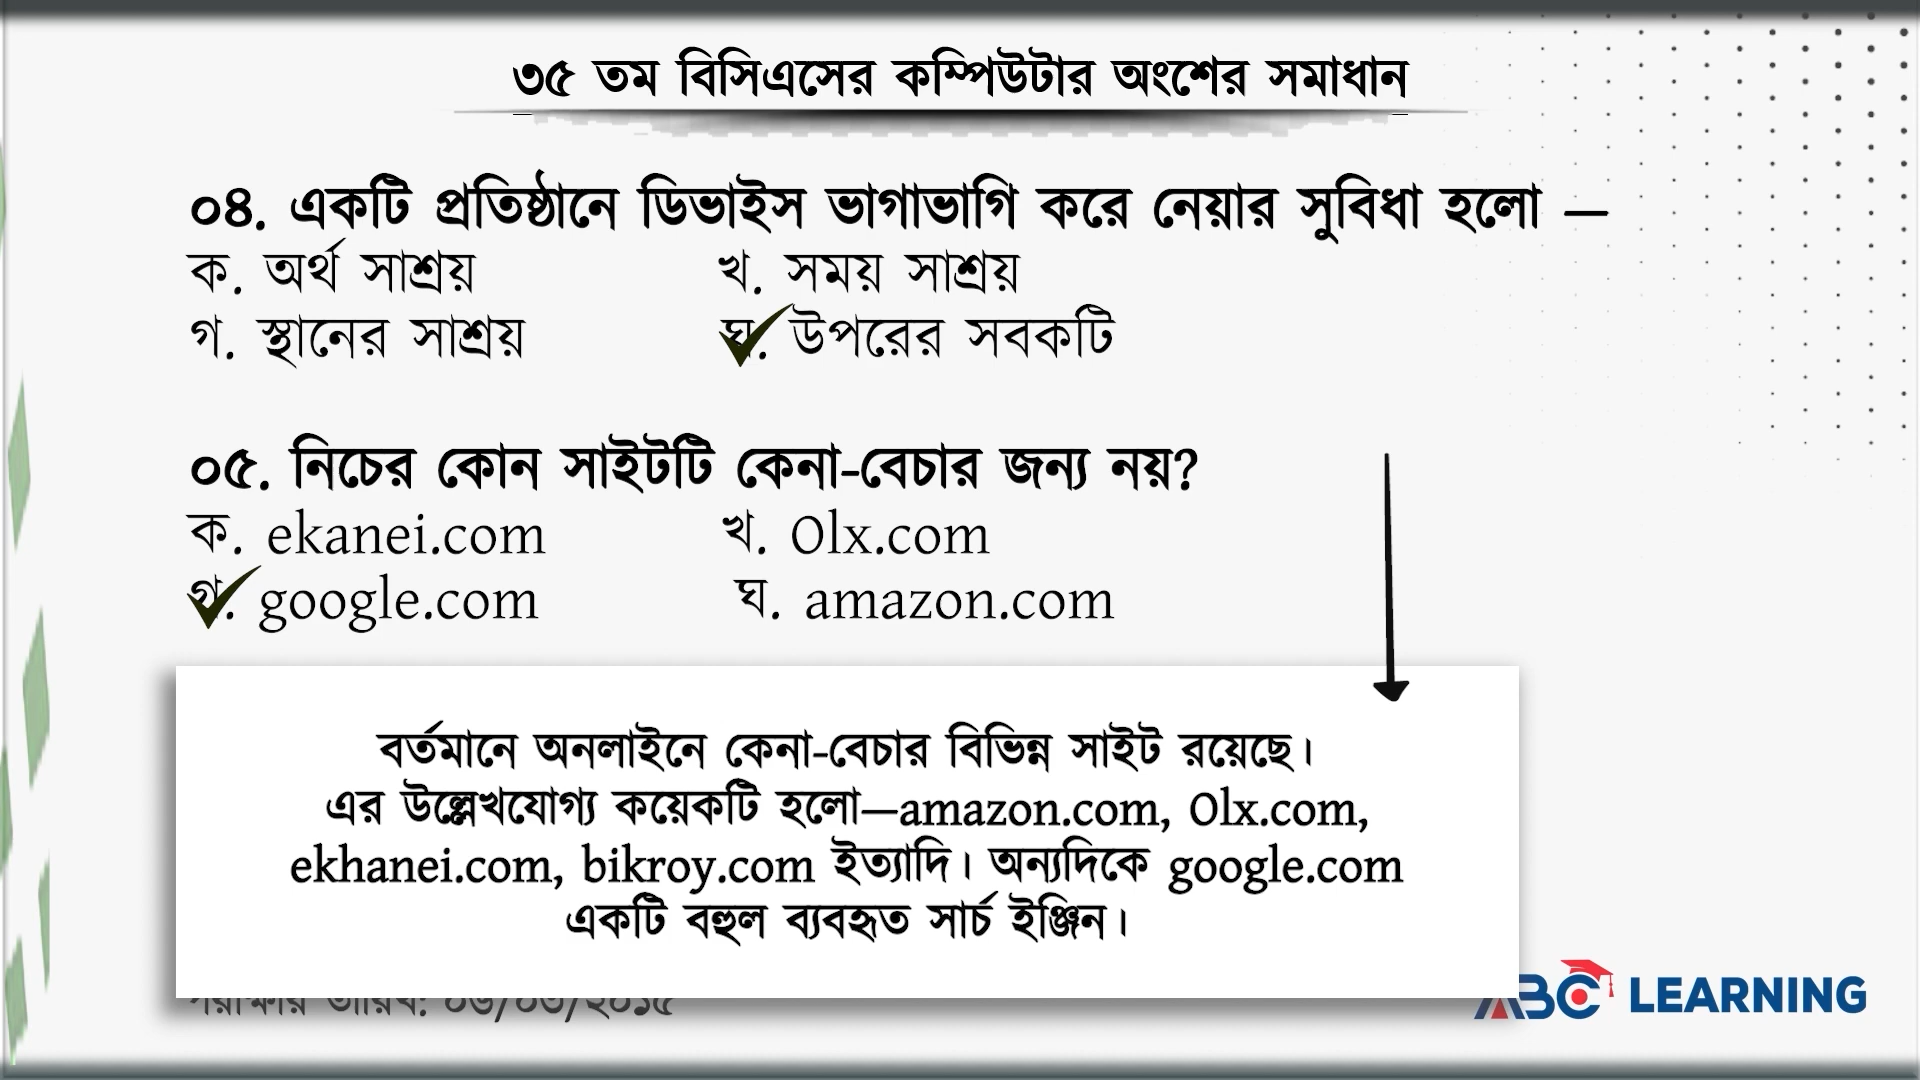 ৩৫ তম বিসিএসের কম্পিউটার অংশের সমাধান
০৪. একটি প্রতিষ্ঠানে ডিভাইস ভাগাভাগি করে নেয়ার সুবিধা হলো —
ক. অর্থ সাশ্রয় খ. সময় সাশ্রয়
গ. স্থানের সাশ্রয় ঘ. উপরের সবকটি
০৫. নিচের কোন সাইটটি কেনা-বেচার জন্য নয়?
ক. ekanei.com খ. Olx.com
গ. google.com ঘ. amazon.com
বর্তমানে অনলাইনে কেনা-বেচার বিভিন্ন সাইট রয়েছে।
এর উল্লেখযোগ্য কয়েকটি হলো—amazon.com, Olx.com,
ekhanei.com, bikroy.com ইত্যাদি। অন্যদিকে google.com
একটি বহুল ব্যবহৃত সার্চ ইঞ্জিন।
পরীক্ষার তারিখ:
ABC LEARNING